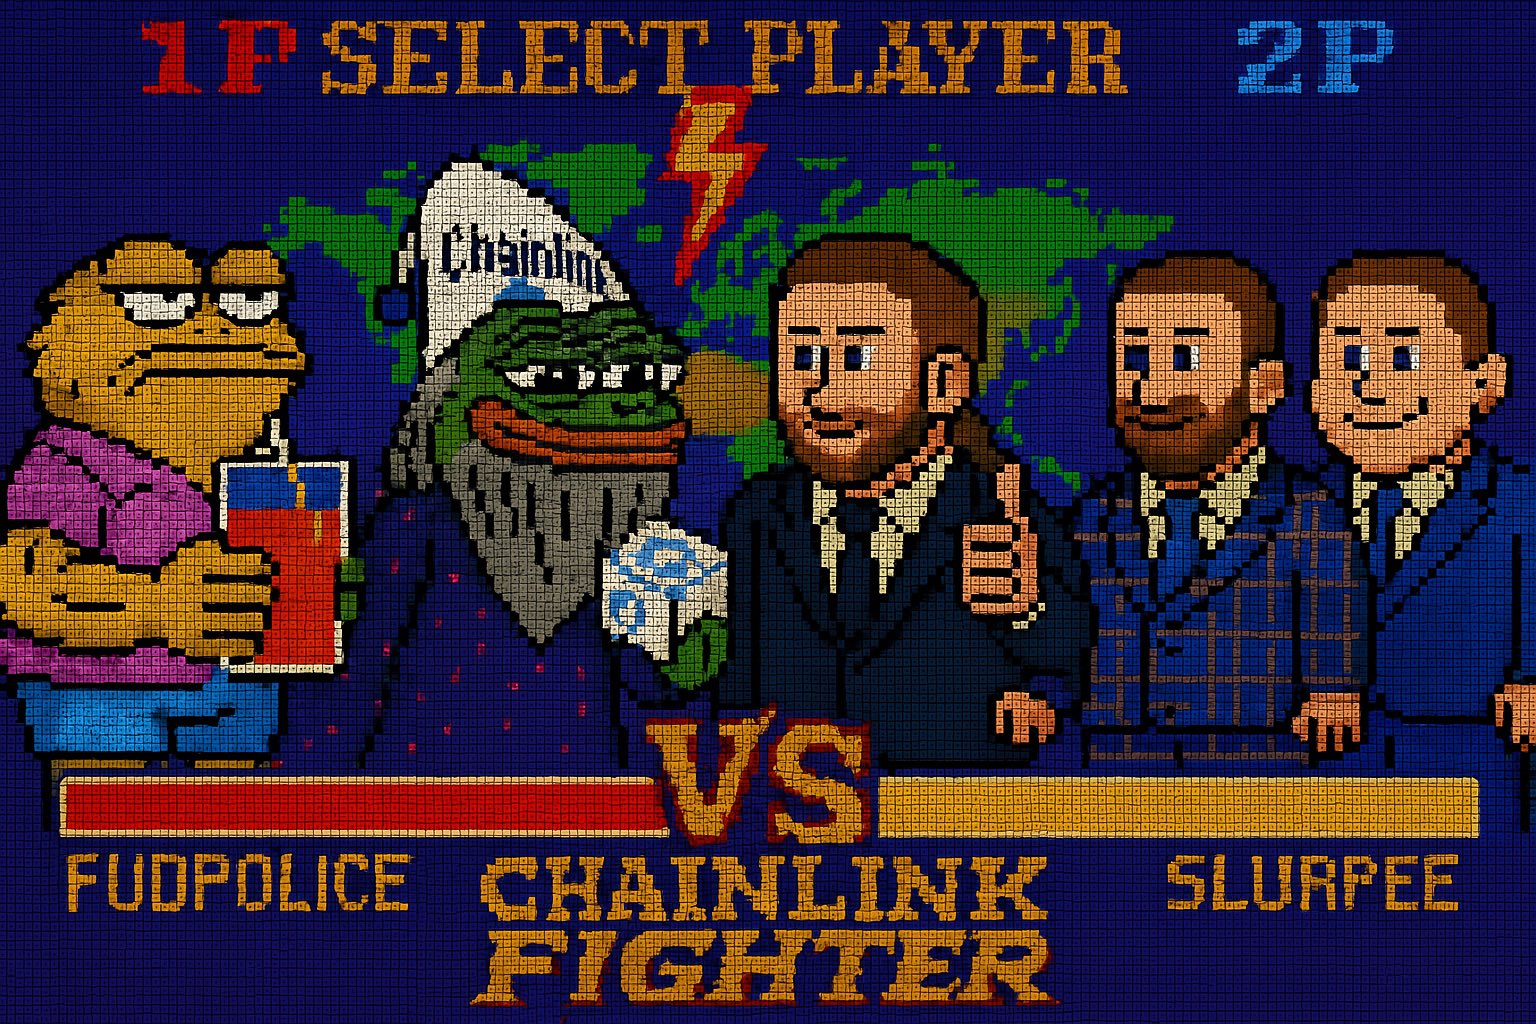 1P SELECT PLAYER 2P
Chainlink
VS
FUDPOLICE
SLURPEE
CHAINLINK
FIGHTER